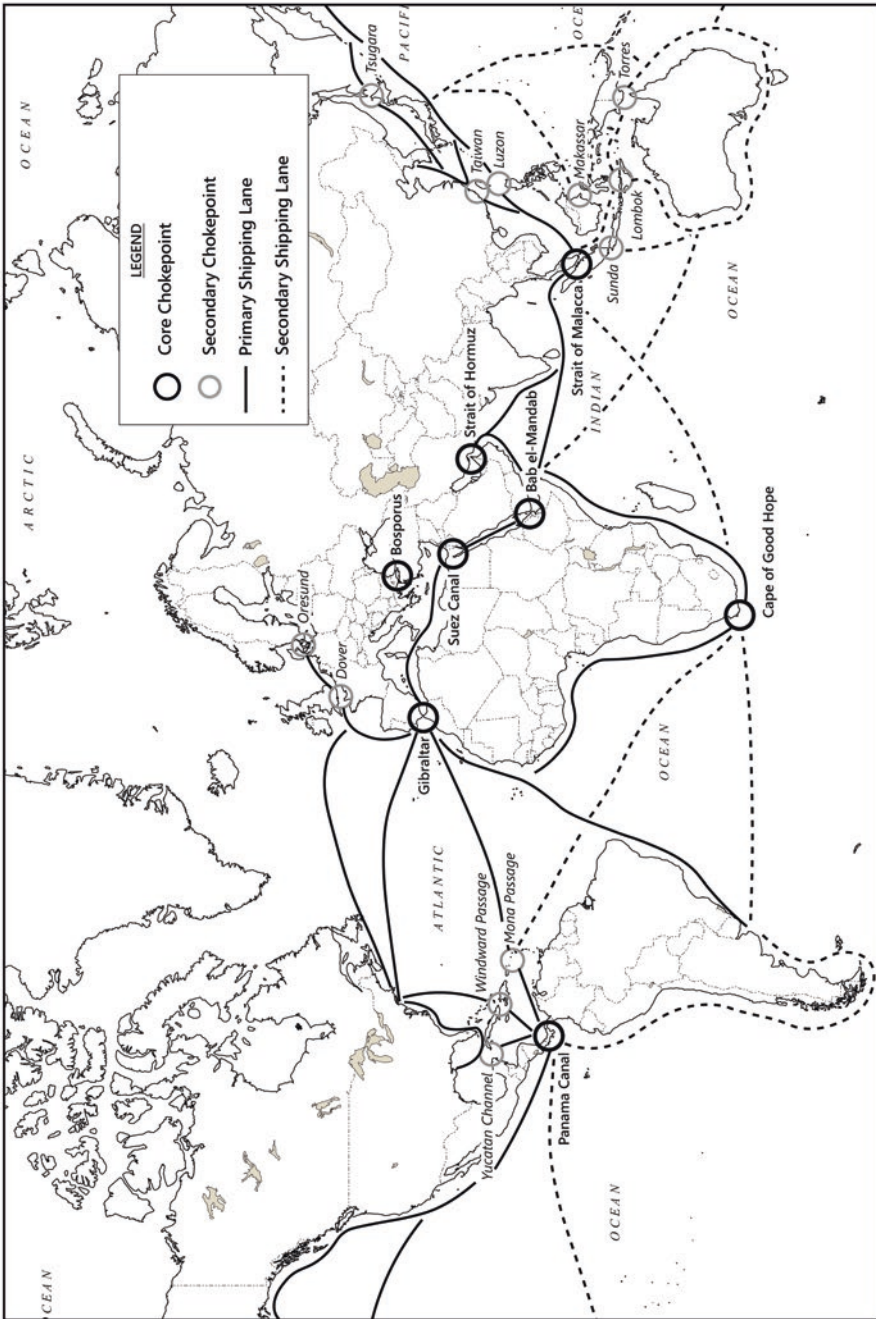 OCEAN
ARCTIC
OCEAN
LEGEND
Core Chokepoint
Secondary Chokepoint
Primary Shipping Lane
Secondary Shipping Lane
Oresund
Dover
Bosporus
Gibraltar
Suez Canal
Strait of Hormuz
Bab el-Mandab
Tsugara
PACIFI
Taiwan
Luzon
ATLANTIC
Yucatan Channel
Windward Passage
Mona Passage
Panama Canal
OCEAN
OCEAN
INDIAN
OCEAN
Strait of Malacca
Sunda
Makassar
Lombok
Torres
OCE
Cape of Good Hope